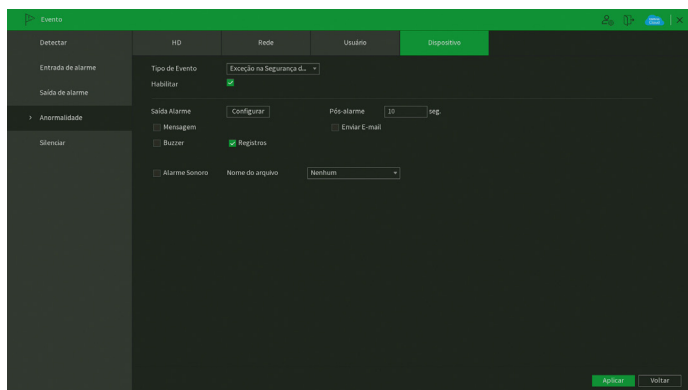 Evento
Detectar
Entrada de alarme
Saída de alarme
Anormalidade
Silenciar
HD Rede Usuário Dispositivo
Tipo de Evento Exceção na Segurança d...
Habilitar
Saída Alarme Configurar Pós-alarme 10 seg.
Mensagem Enviar E-mail
Buzzer Registros
Alarme Sonoro Nome do arquivo Nenhum
Aplicar Voltar